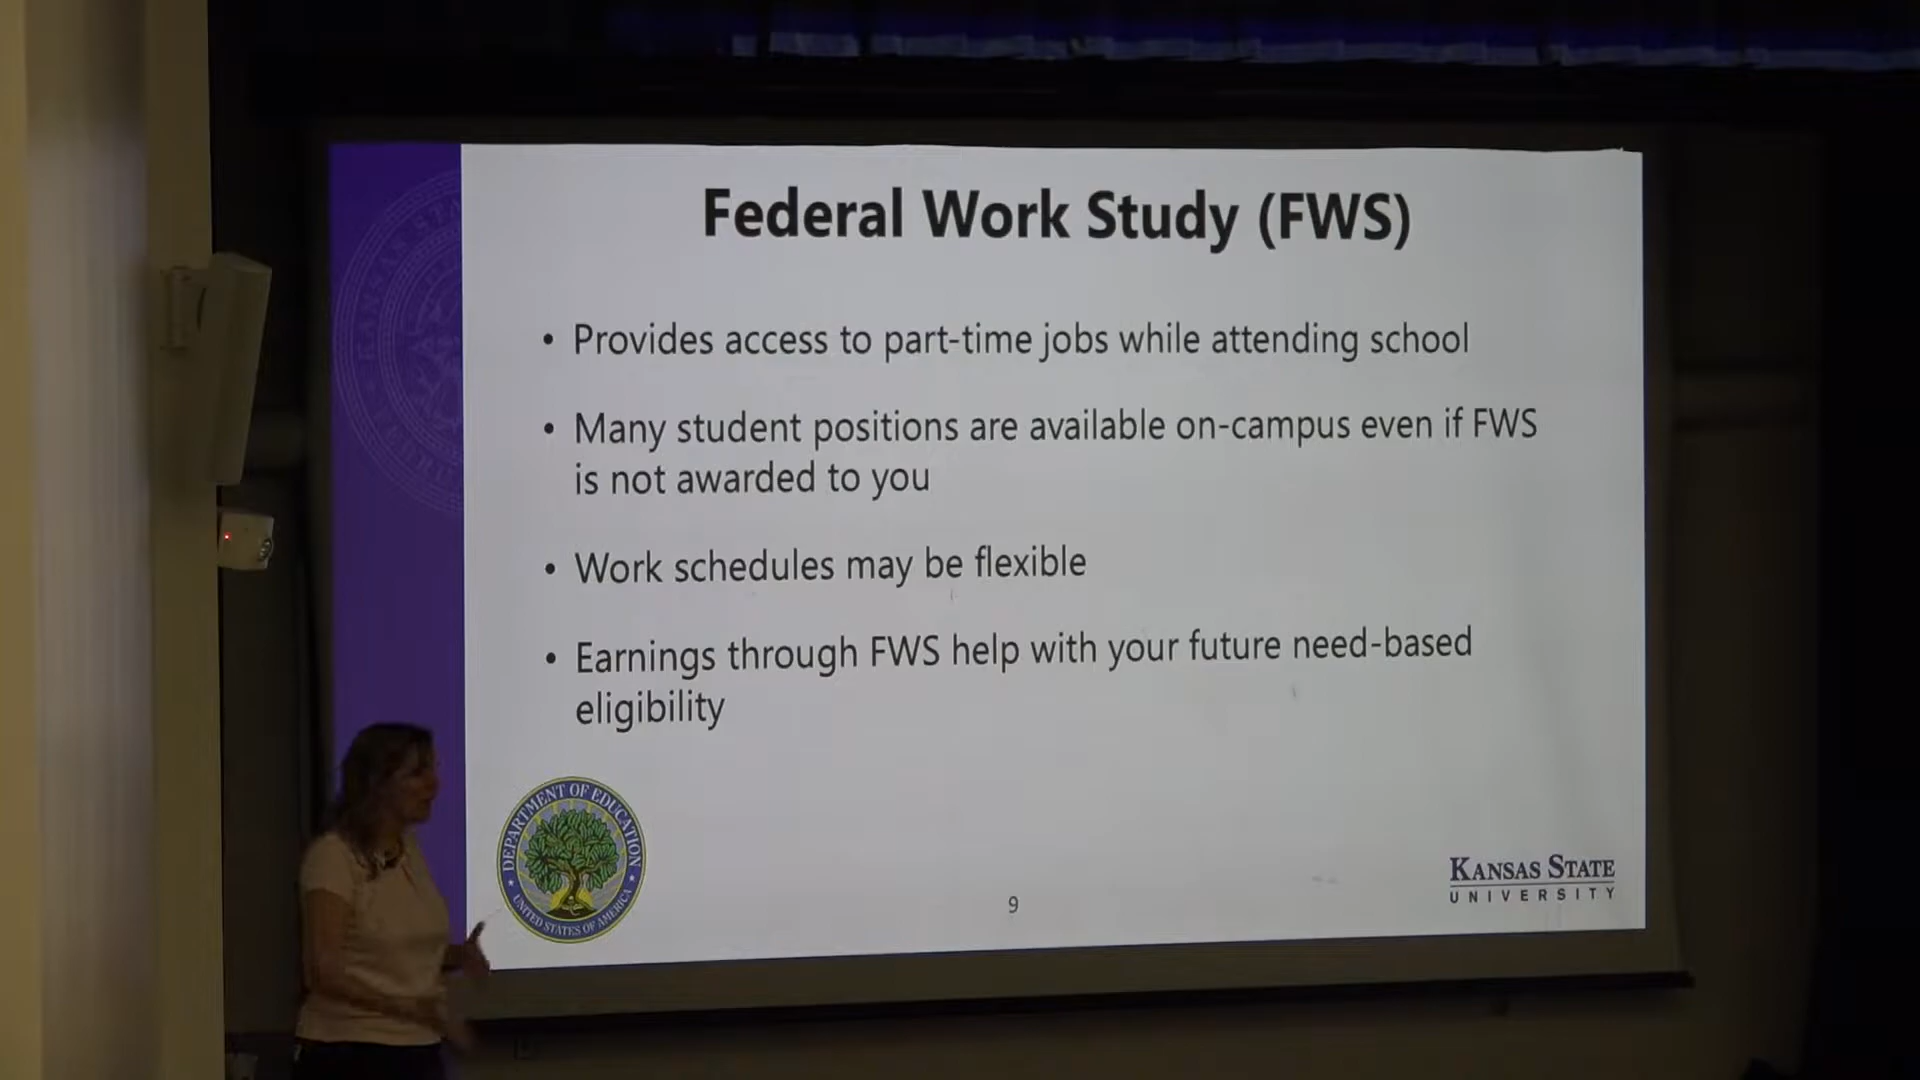 Federal Work Study (FWS)
• Provides access to part-time jobs while attending school
• Many student positions are available on-campus even if FWS
is not awarded to you
• Work schedules may be flexible
• Earnings through FWS help with your future need-based
eligibility
DEPARTMENT OF EDUCATION
UNITED STATES OF AMERICA
9
KANSAS STATE
UNIVERSITY